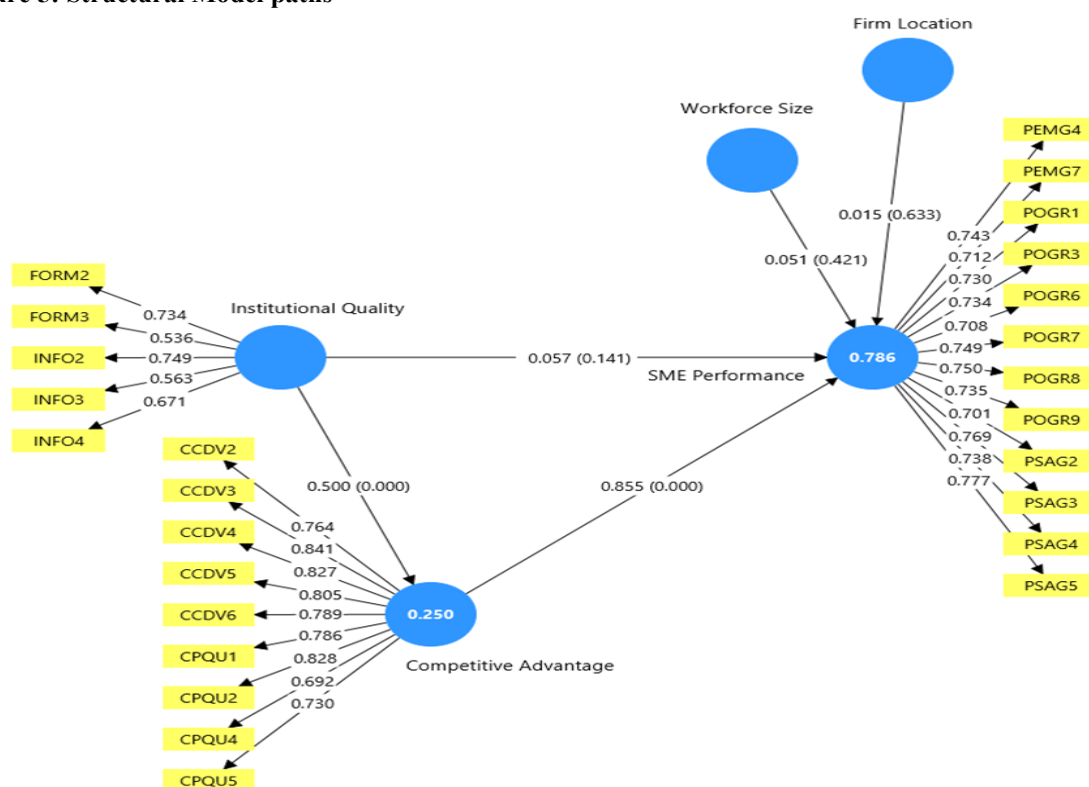 Structural Model paths
Firm Location
Workforce Size
PEMG4
PEMG7
POGR1
POGR3
POGR6
POGR7
POGR8
POGR9
PSAG2
PSAG3
PSAG4
PSAG5
0.743
0.712
0.730
0.734
0.708
0.749
0.750
0.735
0.701
0.769
0.738
0.777
0.015 (0.633)
0.051 (0.421)
FORM2
FORM3
INFO2
INFO3
INFO4
0.734
0.536
0.749
0.563
0.671
Institutional Quality
0.057 (0.141)
0.786
SME Performance
0.500 (0.000)
0.855 (0.000)
CCDV2
CCDV3
CCDV4
CCDV5
CCDV6
CPQU1
CPQU2
CPQU4
CPQU5
0.764
0.841
0.827
0.805
0.789
0.786
0.828
0.692
0.730
0.250
Competitive Advantage